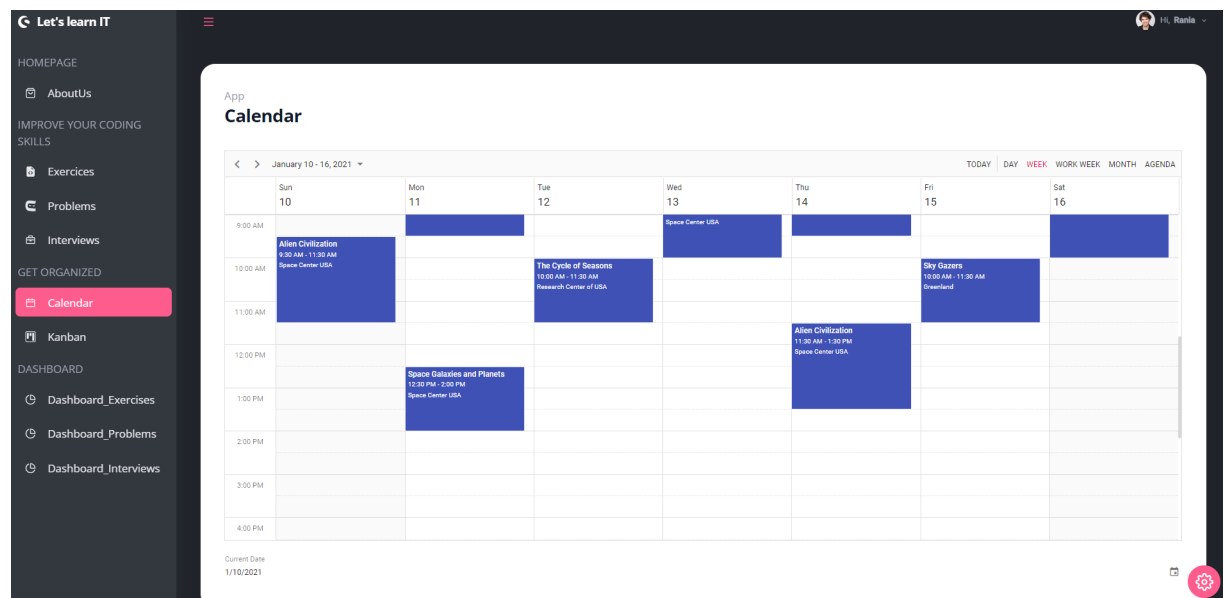 Let's learn IT
Hi, Rania
HOMEPAGE
AboutUs
IMPROVE YOUR CODING
SKILLS
Exercices
Problems
Interviews
GET ORGANIZED
Calendar
Kanban
DASHBOARD
Dashboard_Exercises
Dashboard_Problems
Dashboard_Interviews
App
Calendar
January 10 - 16, 2021
TODAY DAY WEEK WORK WEEK MONTH AGENDA
Sun Mon Tue Wed Thu Fri Sat
10 11 12 13 14 15 16
9:00 AM
Space Center USA
Alien Civilization
9:30 AM - 11:30 AM
Space Center USA
10:00 AM
The Cycle of Seasons
10:00 AM - 11:30 AM
Research Center of USA
Sky Gazers
10:00 AM - 11:30 AM
Greenland
11:00 AM
Alien Civilization
11:30 AM - 1:30 PM
Space Center USA
12:00 PM
Space Galaxies and Planets
12:30 PM - 2:00 PM
Space Center USA
1:00 PM
2:00 PM
3:00 PM
4:00 PM
Current Date
1/10/2021